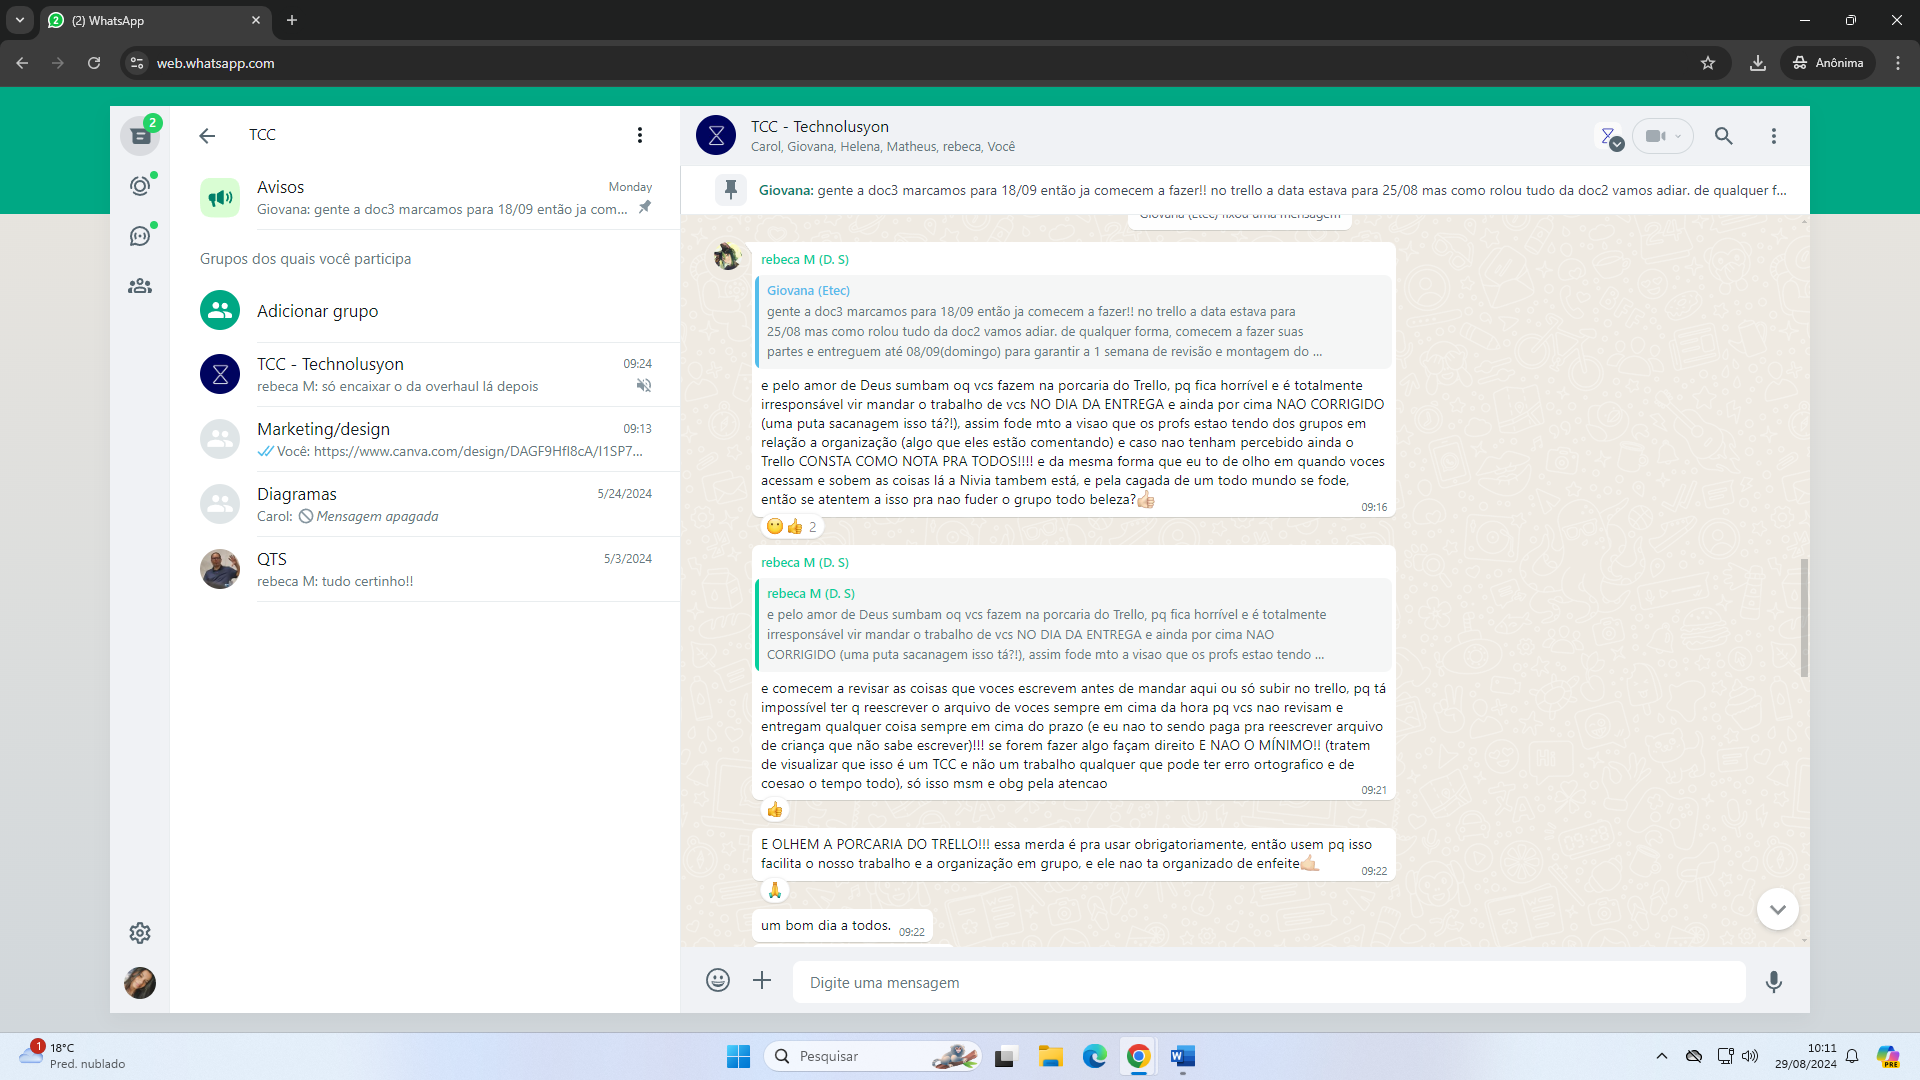 2
(2) WhatsApp
web.whatsapp.com
Anônima
2
TCC
Avisos
Monday
Giovana: gente a doc3 marcamos para 18/09 então ja com...
Grupos dos quais você participa
Adicionar grupo
TCC - Technolusyon
09:24
rebeca M: só encaixar o da overhaul lá depois
Marketing/design
09:13
Você: https://www.canva.com/design/DAGF9HfI8cA/I1SP7...
Diagramas
5/24/2024
Carol: Mensagem apagada
QTS
5/3/2024
rebeca M: tudo certinho!!
TCC - Technolusyon
Carol, Giovana, Helena, Matheus, rebeca, Você
Giovana: gente a doc3 marcamos para 18/09 então ja comecem a fazer!! no trello a data estava para 25/08 mas como rolou tudo da doc2 vamos adiar. de qualquer f...
Giovana (Etec) fixou uma mensagem
rebeca M (D. S)
Giovana (Etec)
gente a doc3 marcamos para 18/09 então ja comecem a fazer!! no trello a data estava para
25/08 mas como rolou tudo da doc2 vamos adiar. de qualquer forma, comecem a fazer suas
partes e entreguem até 08/09(domingo) para garantir a 1 semana de revisão e montagem do ...
e pelo amor de Deus sumbam oq vcs fazem na porcaria do Trello, pq fica horrível e é totalmente
irresponsável vir mandar o trabalho de vcs NO DIA DA ENTREGA e ainda por cima NAO CORRIGIDO
(uma puta sacanagem isso tá?!), assim fode mto a visao que os profs estao tendo dos grupos em
relação a organização (algo que eles estão comentando) e caso nao tenham percebido ainda o
Trello CONSTA COMO NOTA PRA TODOS!!!! e da mesma forma que eu to de olho em quando voces
acessam e sobem as coisas lá a Nivia tambem está, e pela cagada de um todo mundo se fode,
então se atentem a isso pra nao fuder o grupo todo beleza?👍🏻
09:16
😶👍 2
rebeca M (D. S)
rebeca M (D. S)
e pelo amor de Deus sumbam oq vcs fazem na porcaria do Trello, pq fica horrível e é totalmente
irresponsável vir mandar o trabalho de vcs NO DIA DA ENTREGA e ainda por cima NAO
CORRIGIDO (uma puta sacanagem isso tá?!), assim fode mto a visao que os profs estao tendo ...
e comecem a revisar as coisas que voces escrevem antes de mandar aqui ou só subir no trello, pq tá
impossível ter q reescrever o arquivo de voces sempre em cima da hora pq vcs nao revisam e
entregam qualquer coisa sempre em cima do prazo (e eu nao to sendo paga pra reescrever arquivo
de criança que não sabe escrever)!!! se forem fazer algo façam direito E NAO O MÍNIMO!! (tratem
de visualizar que isso é um TCC e não um trabalho qualquer que pode ter erro ortografico e de
coesao o tempo todo), só isso msm e obg pela atencao
09:21
👍
E OLHEM A PORCARIA DO TRELLO!!! essa merda é pra usar obrigatoriamente, então usem pq isso
facilita o nosso trabalho e a organização em grupo, e ele nao ta organizado de enfeite🤙🏻
09:22
🙏
um bom dia a todos.
09:22
Digite uma mensagem
1
18°C
Pred. nublado
Pesquisar
10:11
29/08/2024
PRE